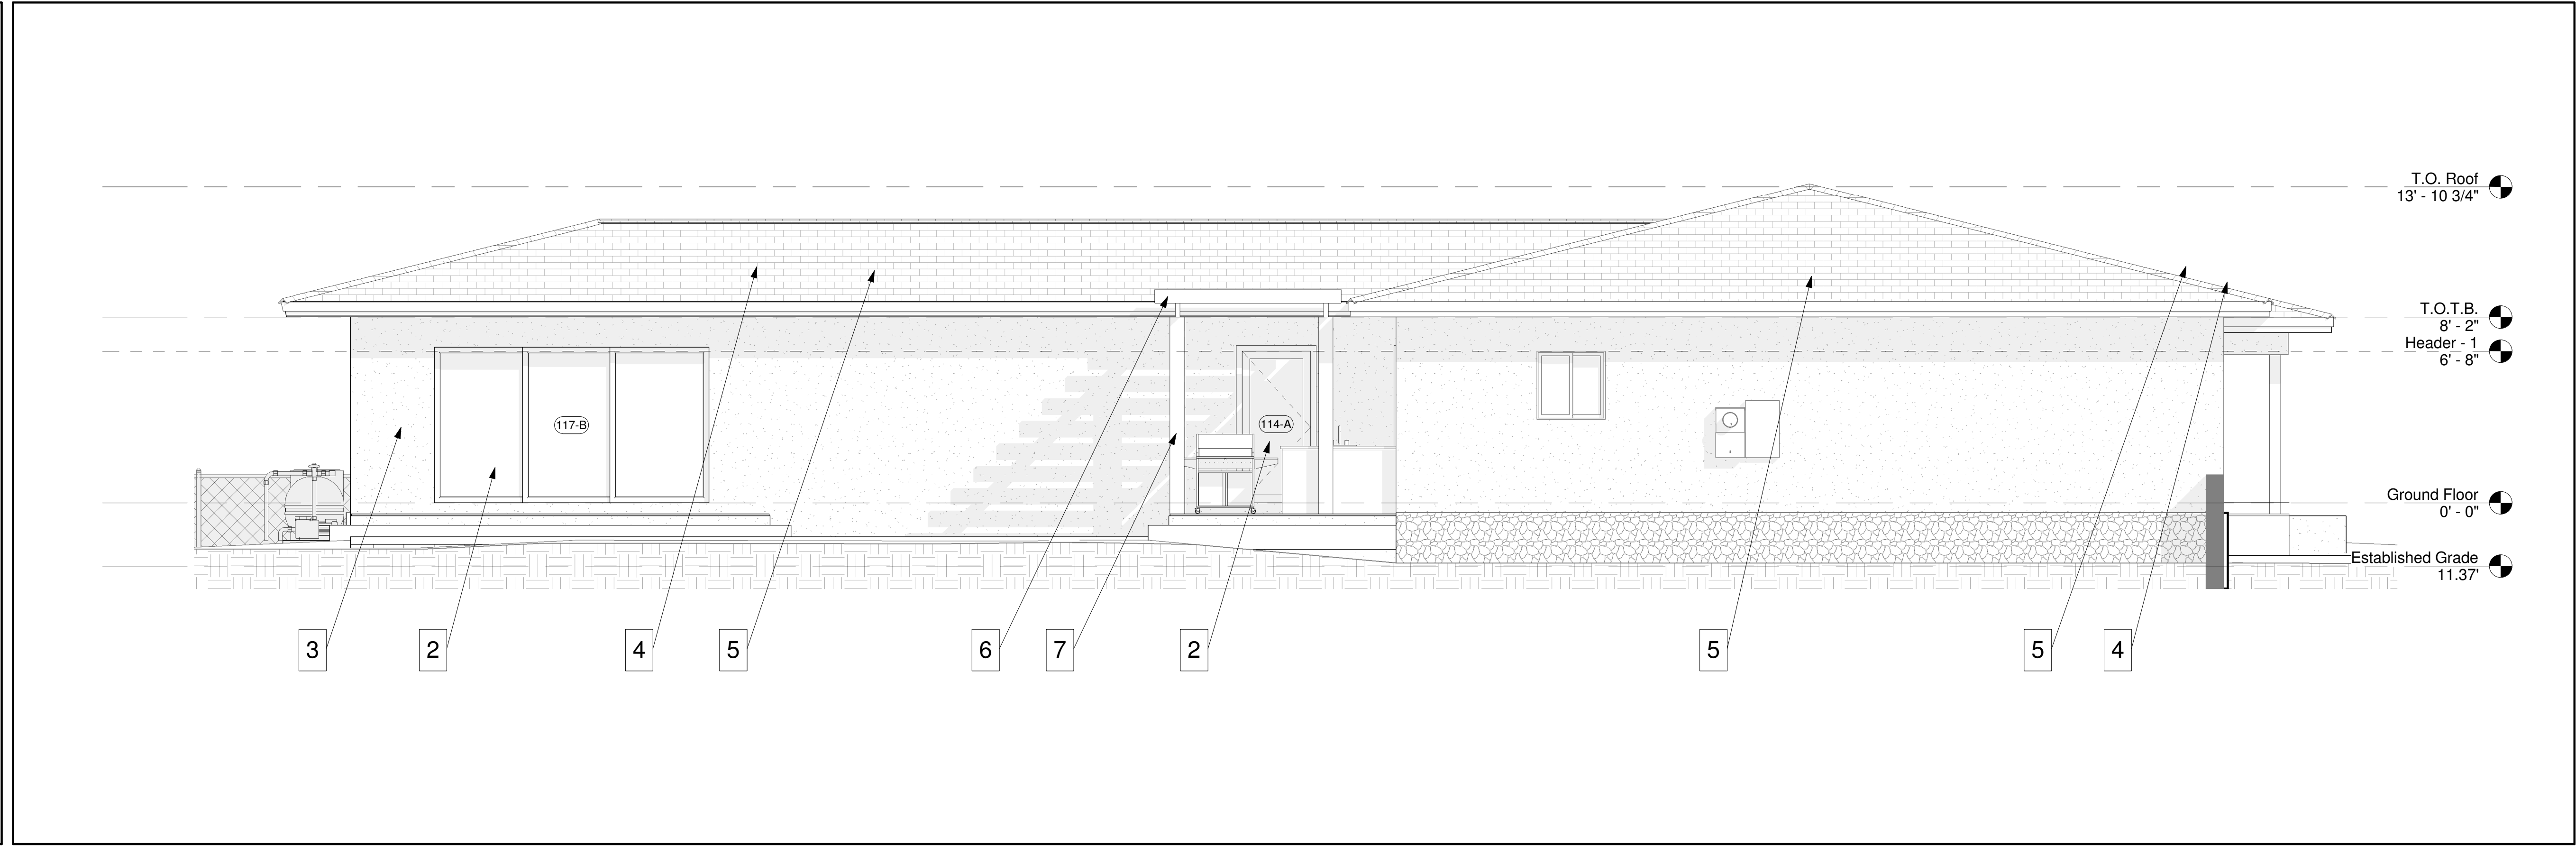 T.O. Roof
13' - 10 3/4"
T.O.T.B.
8' - 2"
Header - 1
6' - 8"
117-B
114-A
Ground Floor
0' - 0"
Established Grade
11.37'
3
2
4
5
6
7
2
5
5
4